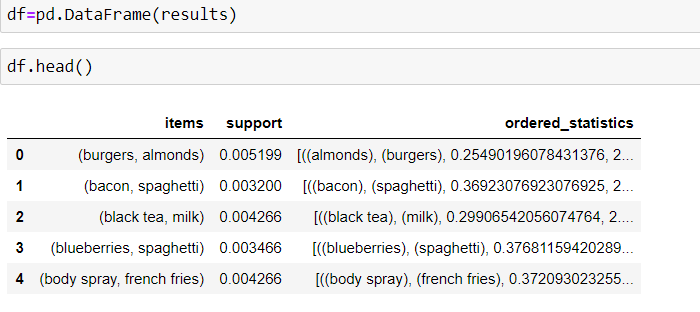 df=pd.DataFrame(results)
df.head()
items support ordered_statistics
0 (burgers, almonds) 0.005199 [((almonds), (burgers), 0.25490196078431376, 2...
1 (bacon, spaghetti) 0.003200 [((bacon), (spaghetti), 0.36923076923076925, 2...
2 (black tea, milk) 0.004266 [((black tea), (milk), 0.29906542056074764, 2....
3 (blueberries, spaghetti) 0.003466 [((blueberries), (spaghetti), 0.37681159420289...
4 (body spray, french fries) 0.004266 [((body spray), (french fries), 0.372093023255...